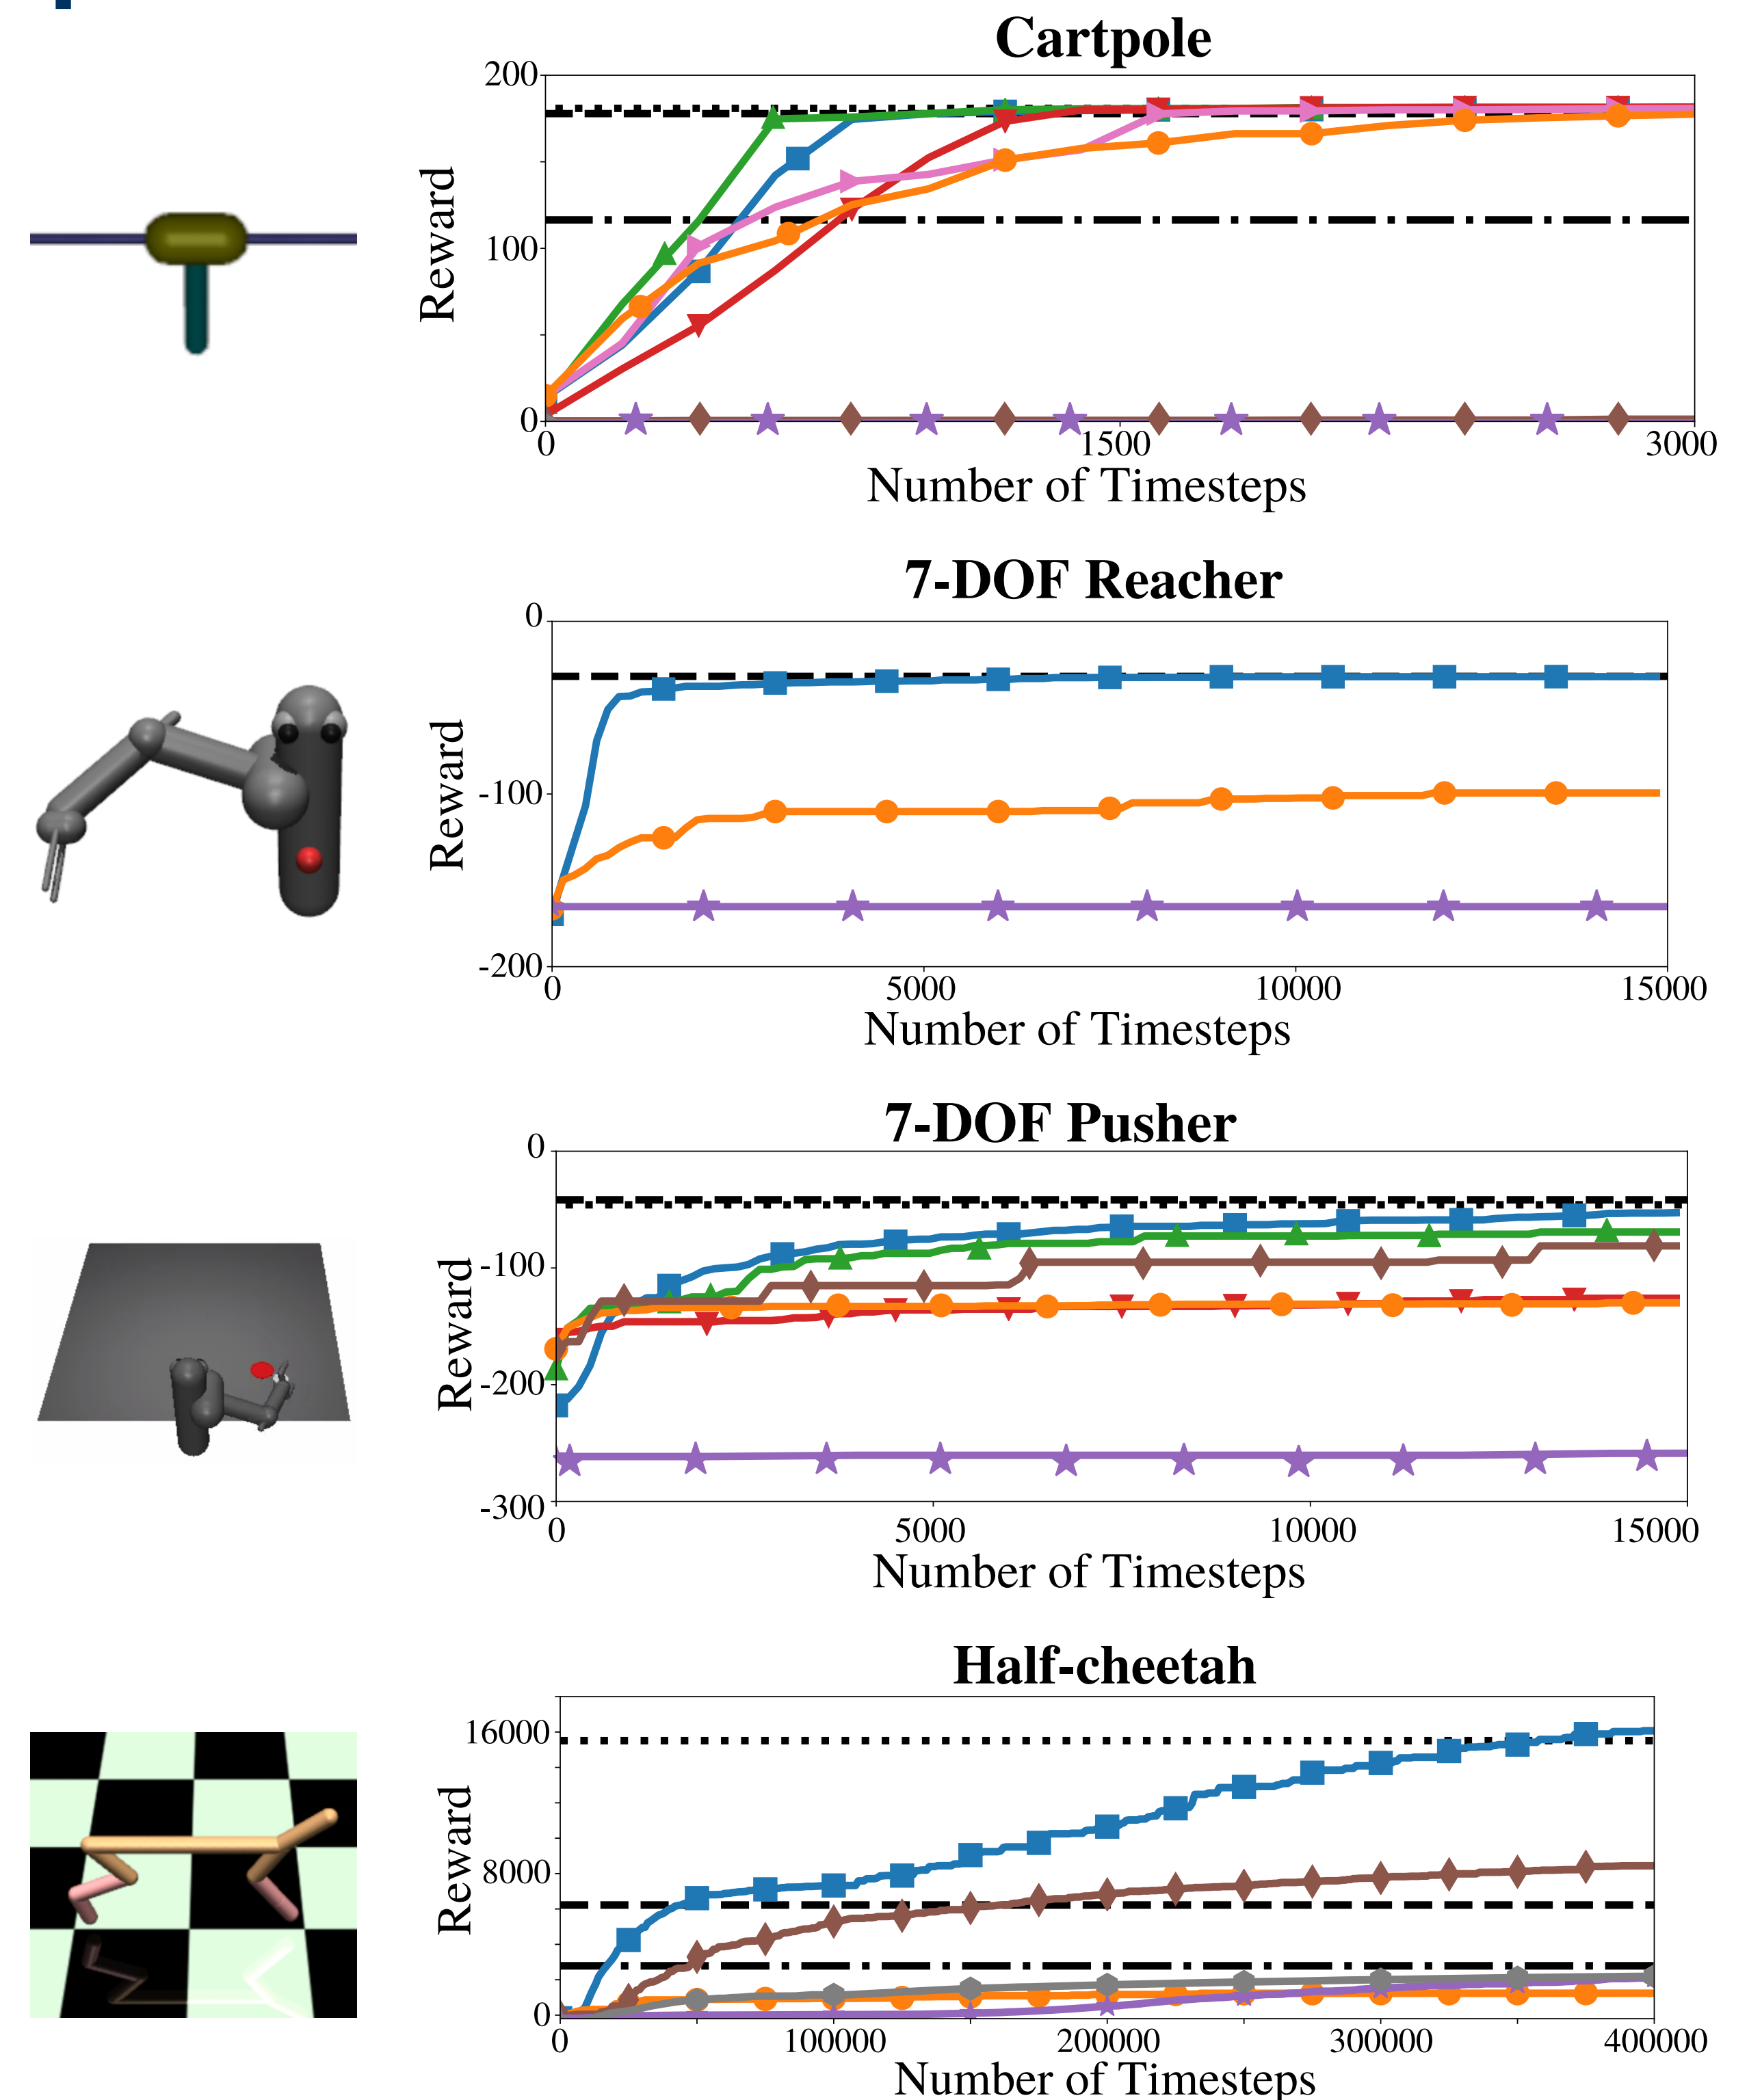 Cartpole
200
100
0
Reward
0 1500 3000
Number of Timesteps
7-DOF Reacher
0
-100
-200
Reward
0 5000 10000 15000
Number of Timesteps
7-DOF Pusher
0
-100
-200
-300
Reward
0 5000 10000 15000
Number of Timesteps
Half-cheetah
16000
8000
0
Reward
0 100000 200000 300000 400000
Number of Timesteps